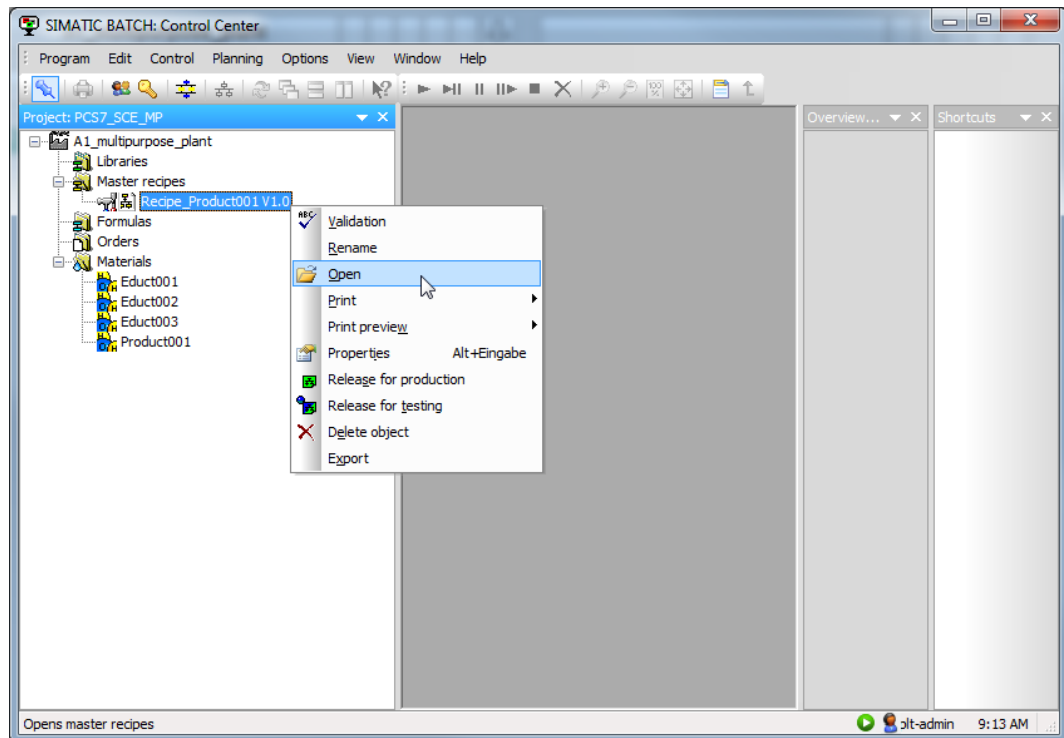 SIMATIC BATCH: Control Center
Program Edit Control Planning Options View Window Help
Project: PCS7_SCE_MP
Overview...
Shortcuts
A1_multipurpose_plant
Libraries
Master recipes
Recipe_Product001 V1.0
Formulas
Orders
Materials
Educt001
Educt002
Educt003
Product001
Validation
Rename
Open
Print
Print preview
Properties Alt+Eingabe
Release for production
Release for testing
Delete object
Export
Opens master recipes
9:13 AM